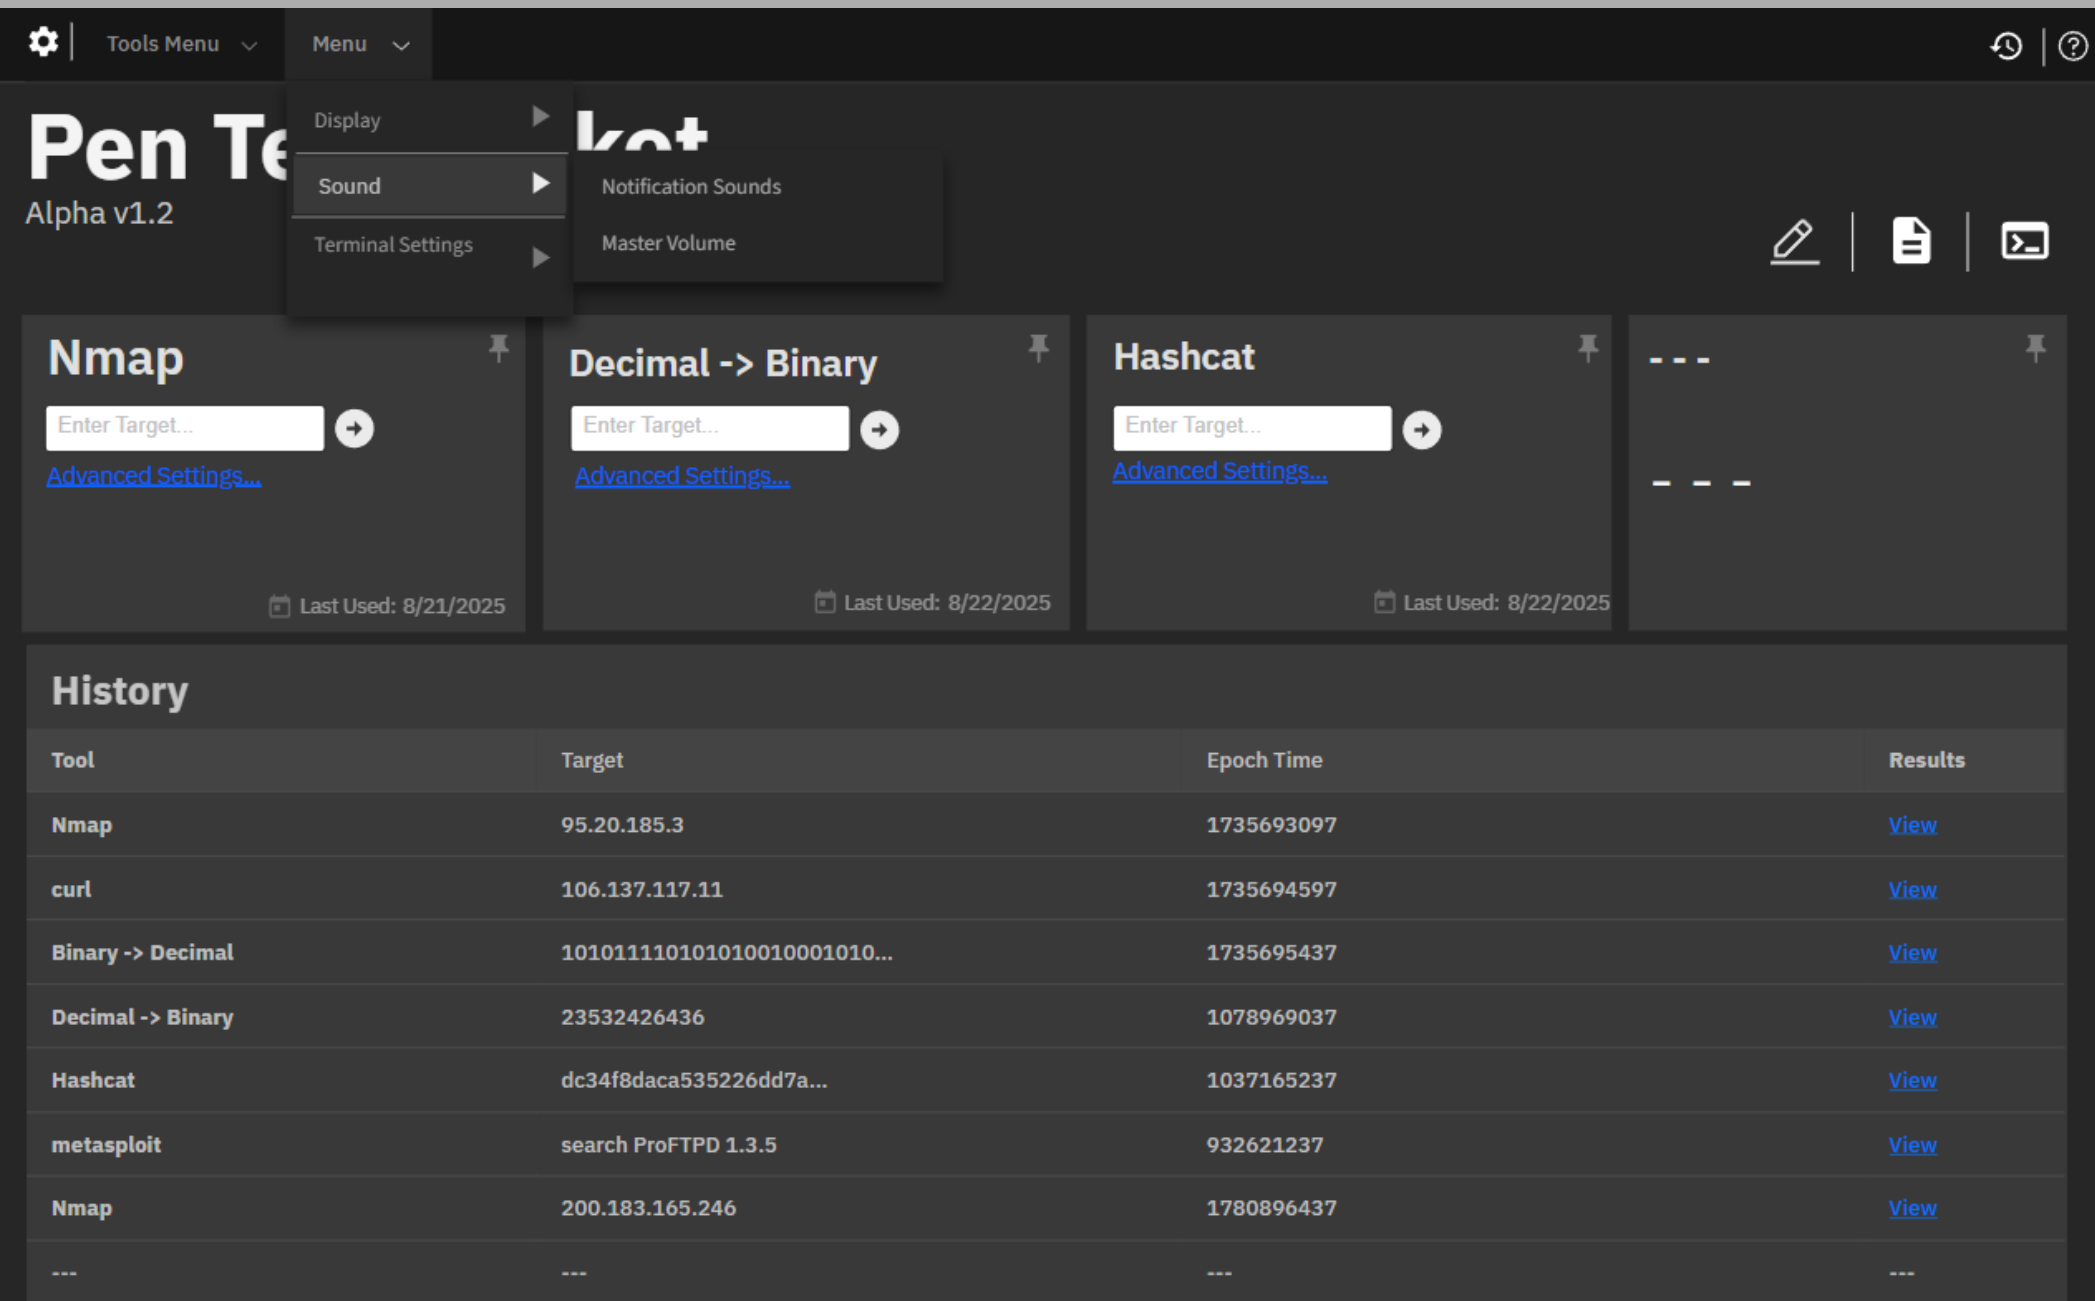 Tools Menu
Menu
Pen Te
Display
Sound
Notification Sounds
Master Volume
Terminal Settings
Alpha v1.2
Nmap
Enter Target...
Advanced Settings...
Last Used: 8/21/2025
Decimal -> Binary
Enter Target...
Advanced Settings...
Last Used: 8/22/2025
Hashcat
Enter Target...
Advanced Settings...
Last Used: 8/22/2025
---
- - -
History
Tool Target Epoch Time Results
Nmap 95.20.185.3 1735693097 View
curl 106.137.117.11 1735694597 View
Binary -> Decimal 101011110101010010001010... 1735695437 View
Decimal -> Binary 23532426436 1078969037 View
Hashcat dc34f8daca535226dd7a... 1037165237 View
metasploit search ProFTPD 1.3.5 932621237 View
Nmap 200.183.165.246 1780896437 View
--- --- --- ---